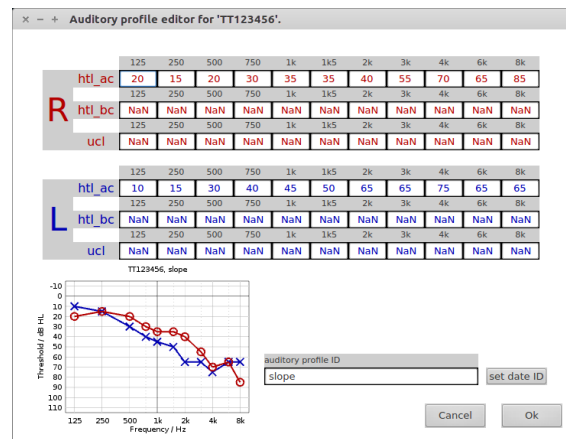 × − + Auditory profile editor for 'TT123456'.
125 250 500 750 1k 1k5 2k 3k 4k 6k 8k
htl_ac 20 15 20 30 35 35 40 55 70 65 85
125 250 500 750 1k 1k5 2k 3k 4k 6k 8k
R htl_bc NaN NaN NaN NaN NaN NaN NaN NaN NaN NaN NaN
125 250 500 750 1k 1k5 2k 3k 4k 6k 8k
ucl NaN NaN NaN NaN NaN NaN NaN NaN NaN NaN NaN
125 250 500 750 1k 1k5 2k 3k 4k 6k 8k
htl_ac 10 15 30 40 45 50 65 65 75 65 65
125 250 500 750 1k 1k5 2k 3k 4k 6k 8k
L htl_bc NaN NaN NaN NaN NaN NaN NaN NaN NaN NaN NaN
125 250 500 750 1k 1k5 2k 3k 4k 6k 8k
ucl NaN NaN NaN NaN NaN NaN NaN NaN NaN NaN NaN
TT123456, slope
Threshold / dB HL
-10
0
10
20
30
40
50
60
70
80
90
100
110
125 250 500 1k 2k 4k 8k
Frequency / Hz
auditory profile ID
slope set date ID
Cancel Ok